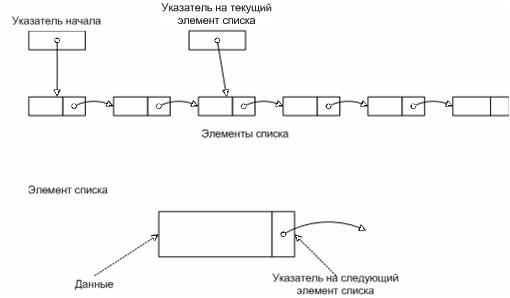 Указатель начала
Указатель на текущий
элемент списка
Элементы списка
Элемент списка
Данные
Указатель на следующий
элемент списка